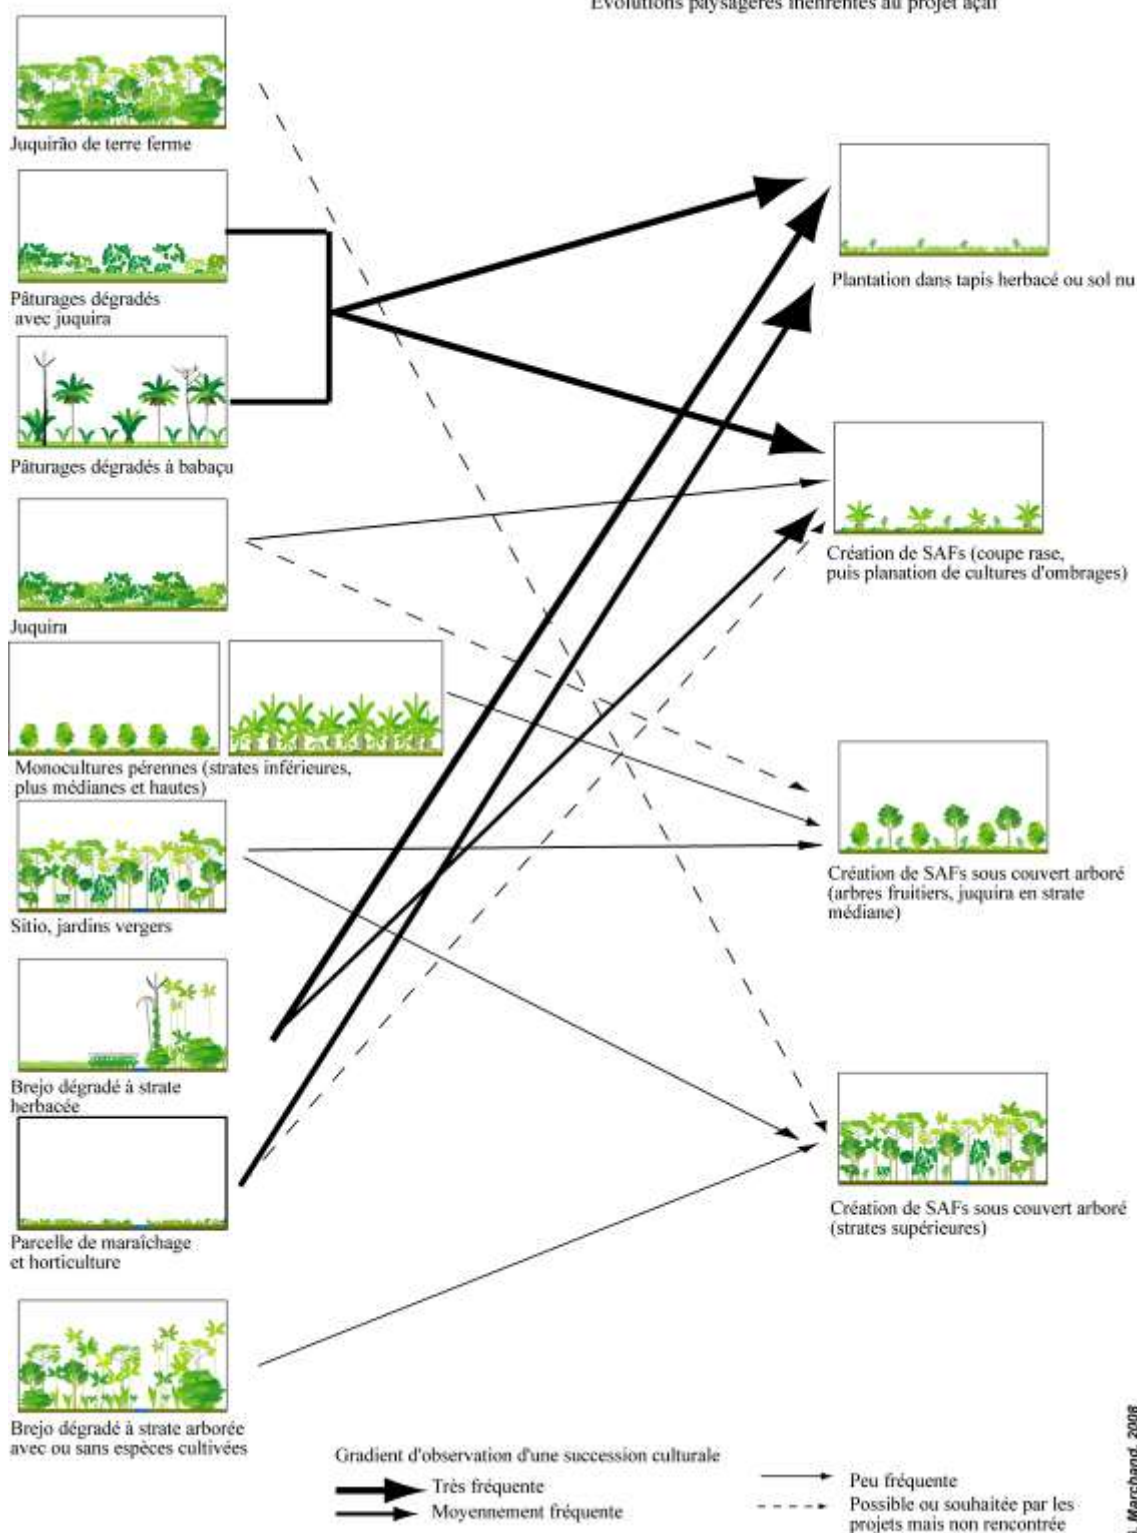 Evolutions paysagères inéhrentes au projet açaí
Juquirão de terre ferme
Pâturages dégradés
avec juquira
Plantation dans tapis herbacé ou sol nu
Pâturages dégradés à babaçu
Création de SAFs (coupe rase,
puis planation de cultures d'ombrages)
Juquira
Monocultures pérennes (strates inférieures,
plus médianes et hautes)
Création de SAFs sous couvert arboré
(arbres fruitiers, juquira en strate
médiane)
Sitio, jardins vergers
Brejo dégradé à strate
herbacée
Création de SAFs sous couvert arboré
(strates supérieures)
Parcelle de maraîchage
et horticulture
Brejo dégradé à strate arborée
avec ou sans espèces cultivées
Gradient d'observation d'une succession culturale
Très fréquente
Moyennement fréquente
Peu fréquente
Possible ou souhaitée par les
projets mais non rencontrée
Marchand, 2008